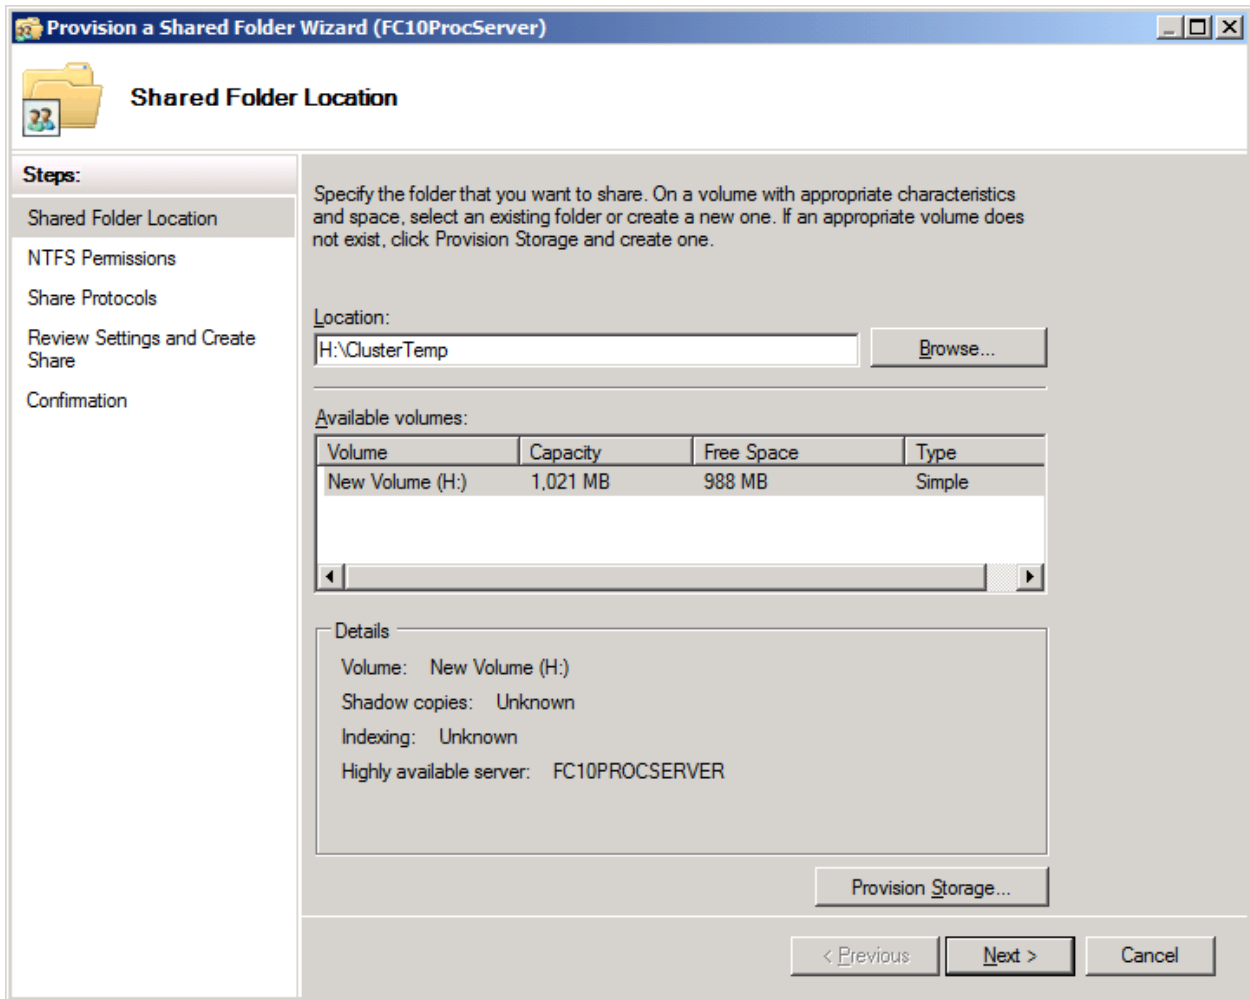 Provision a Shared Folder Wizard (FC10ProcServer)
Shared Folder Location
Steps:
Shared Folder Location
NTFS Permissions
Share Protocols
Review Settings and Create
Share
Confirmation
Specify the folder that you want to share. On a volume with appropriate characteristics
and space, select an existing folder or create a new one. If an appropriate volume does
not exist, click Provision Storage and create one.
Location:
H:\ClusterTemp
Browse...
Available volumes:
Volume Capacity Free Space Type
New Volume (H:) 1,021 MB 988 MB Simple
Details
Volume: New Volume (H:)
Shadow copies: Unknown
Indexing: Unknown
Highly available server: FC10PROCSERVER
Provision Storage...
< Previous Next > Cancel